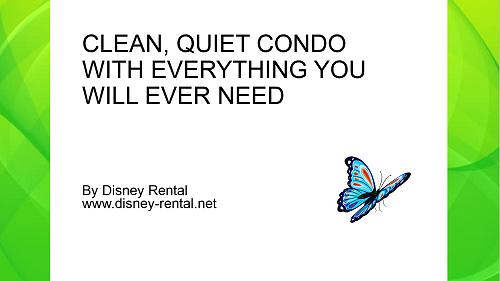 CLEAN, QUIET CONDO
WITH EVERYTHING YOU
WILL EVER NEED
By Disney Rental
www.disney-rental.net